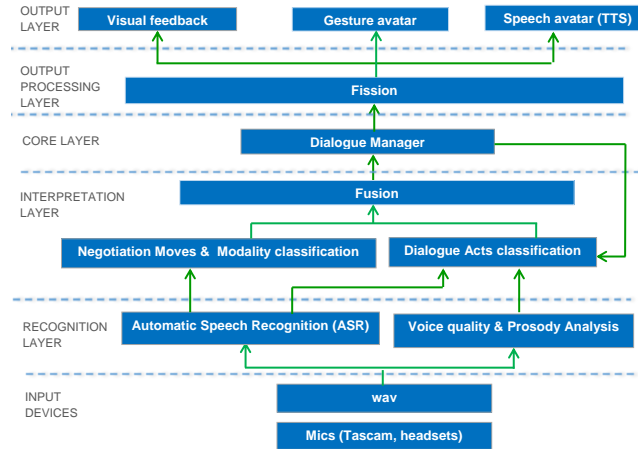 OUTPUT
LAYER
Visual feedback
Gesture avatar
Speech avatar (TTS)
OUTPUT
PROCESSING
LAYER
Fission
CORE LAYER
Dialogue Manager
INTERPRETATION
LAYER
Fusion
Negotiation Moves & Modality classification
Dialogue Acts classification
RECOGNITION
LAYER
Automatic Speech Recognition (ASR)
Voice quality & Prosody Analysis
INPUT
DEVICES
wav
Mics (Tascam, headsets)